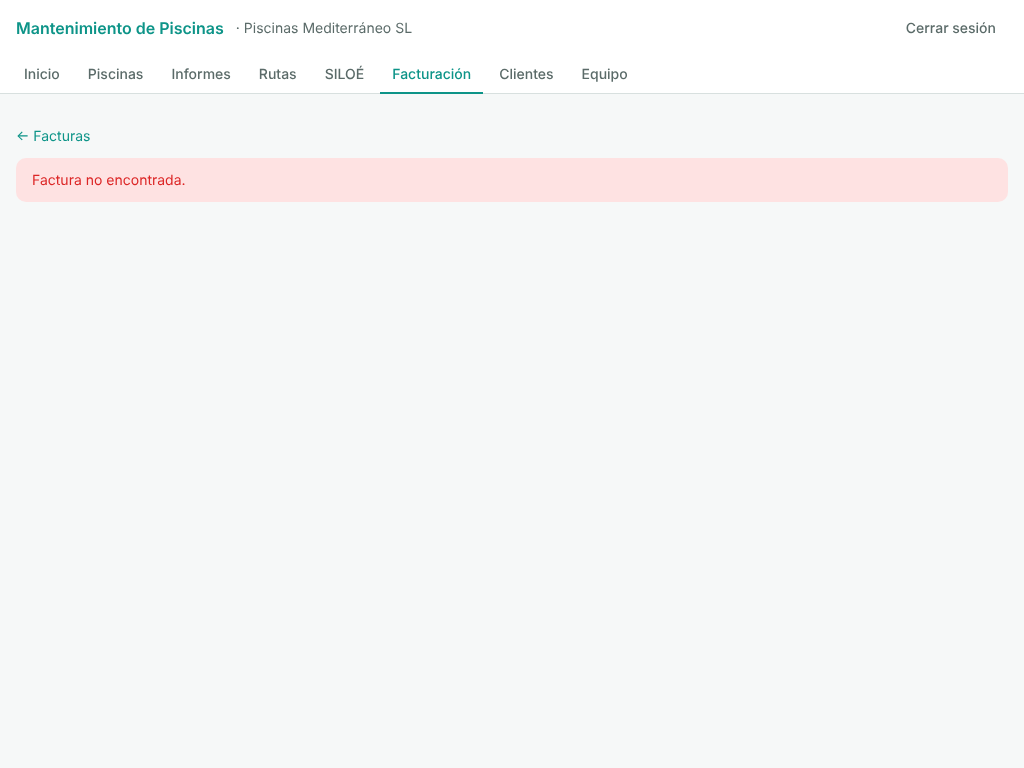 Mantenimiento de Piscinas · Piscinas Mediterráneo SL Cerrar sesión
Inicio Piscinas Informes Rutas SILOÉ Facturación Clientes Equipo
← Facturas
Factura no encontrada.